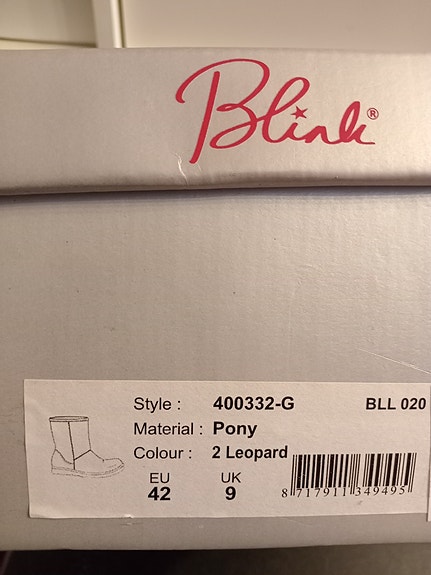 Blink®
Style : 400332-G BLL 020
Material : Pony
Colour : 2 Leopard
EU UK
42 9
8 717911 349495